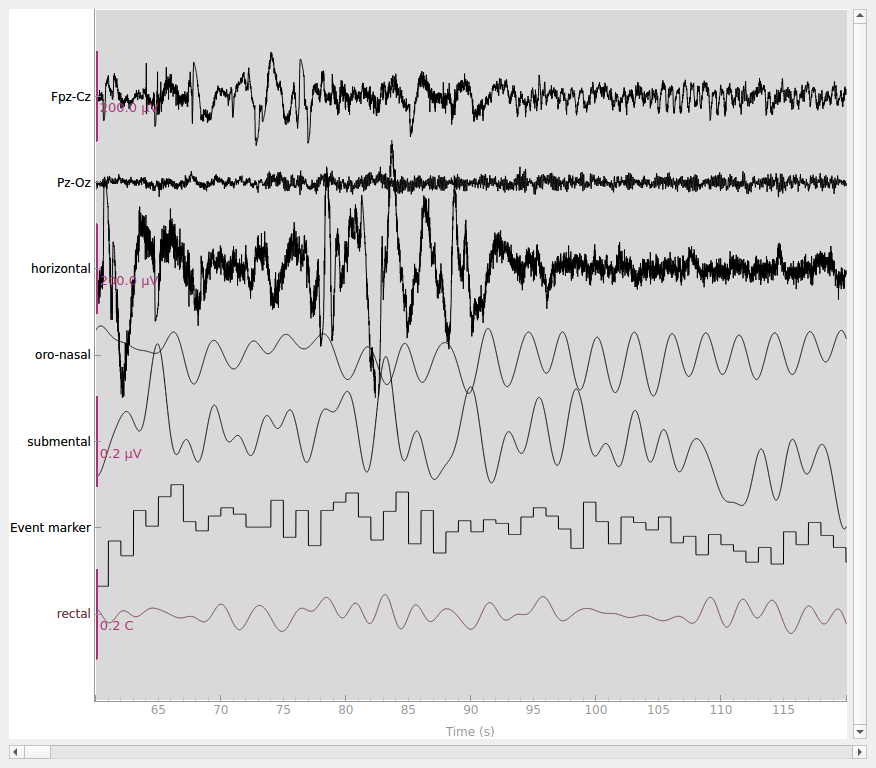 Fpz-Cz
200.0 µV
Pz-Oz
horizontal
200.0 µV
oro-nasal
submental
0.2 µV
Event marker
rectal
0.2 C
65 70 75 80 85 90 95 100 105 110 115
Time (s)